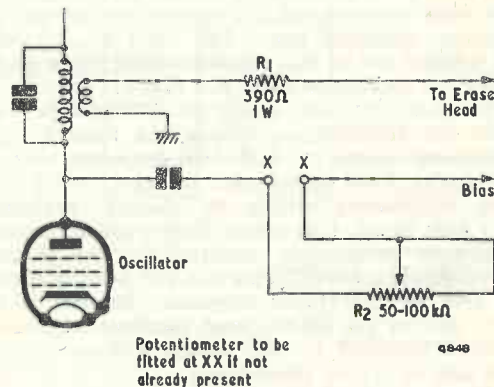 R1
390Ω
1W
To Erase
Head
X X
Bias
Oscillator
R2 50-100kΩ
Potentiometer to be
fitted at XX if not
already present
9848